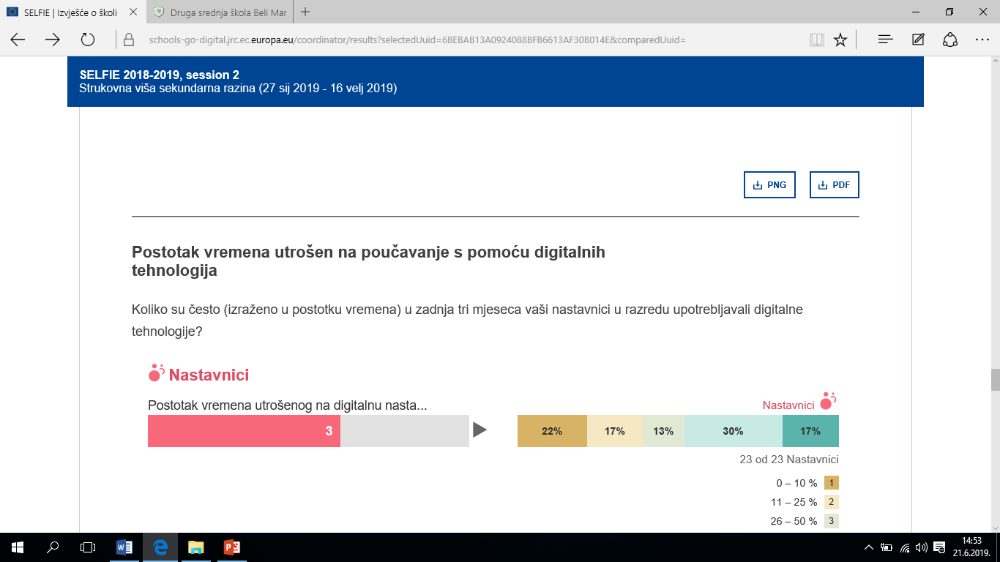 SELFIE | Izvješće o školi
Druga srednja škola Beli Mar
schools-go-digital.jrc.ec.europa.eu/coordinator/results?selectedUuid=6BEBAB13A0924088BFB6613AF30B014E&comparedUuid=
SELFIE 2018-2019, session 2
Strukovna viša sekundarna razina (27 sij 2019 - 16 velj 2019)
PNG PDF
Postotak vremena utrošen na poučavanje s pomoću digitalnih
tehnologija
Koliko su često (izraženo u postotku vremena) u zadnja tri mjeseca vaši nastavnici u razredu upotrebljavali digitalne
tehnologije?
Nastavnici
Postotak vremena utrošenog na digitalnu nasta...
Nastavnici
3
22% 17% 13% 30% 17%
23 od 23 Nastavnici
0 – 10 % 1
11 – 25 % 2
26 – 50 % 3
14:53
21.6.2019.